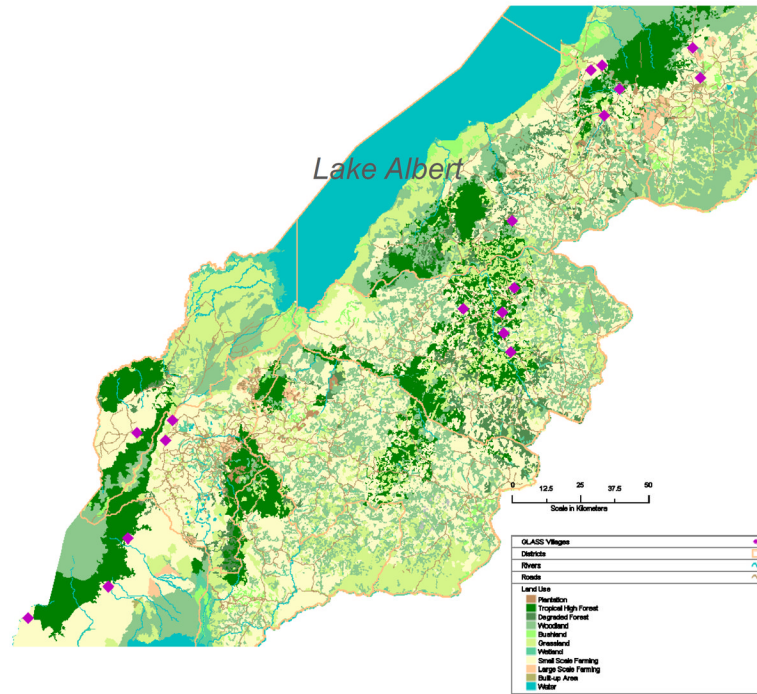 Lake Albert
0 12.5 25 37.5 50
Scale in Kilometers
GLASS Villages
Districts
Rivers
Roads
Land Use
Plantation
Tropical High Forest
Degraded Forest
Woodland
Bushland
Grassland
Wetland
Small Scale Farming
Large Scale Farming
Built-up Area
Water